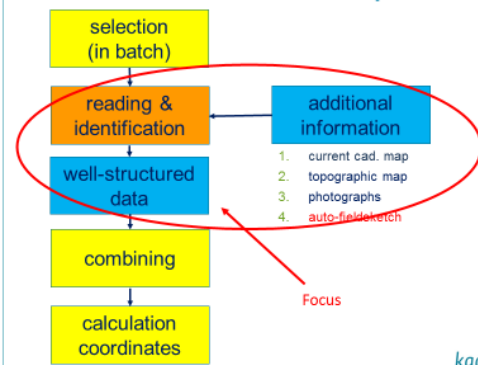 selection
(in batch)
reading &
identification
additional
information
1. current cad. map
2. topographic map
3. photographs
4. auto-fieldsketch
well-structured
data
combining
Focus
calculation
coordinates